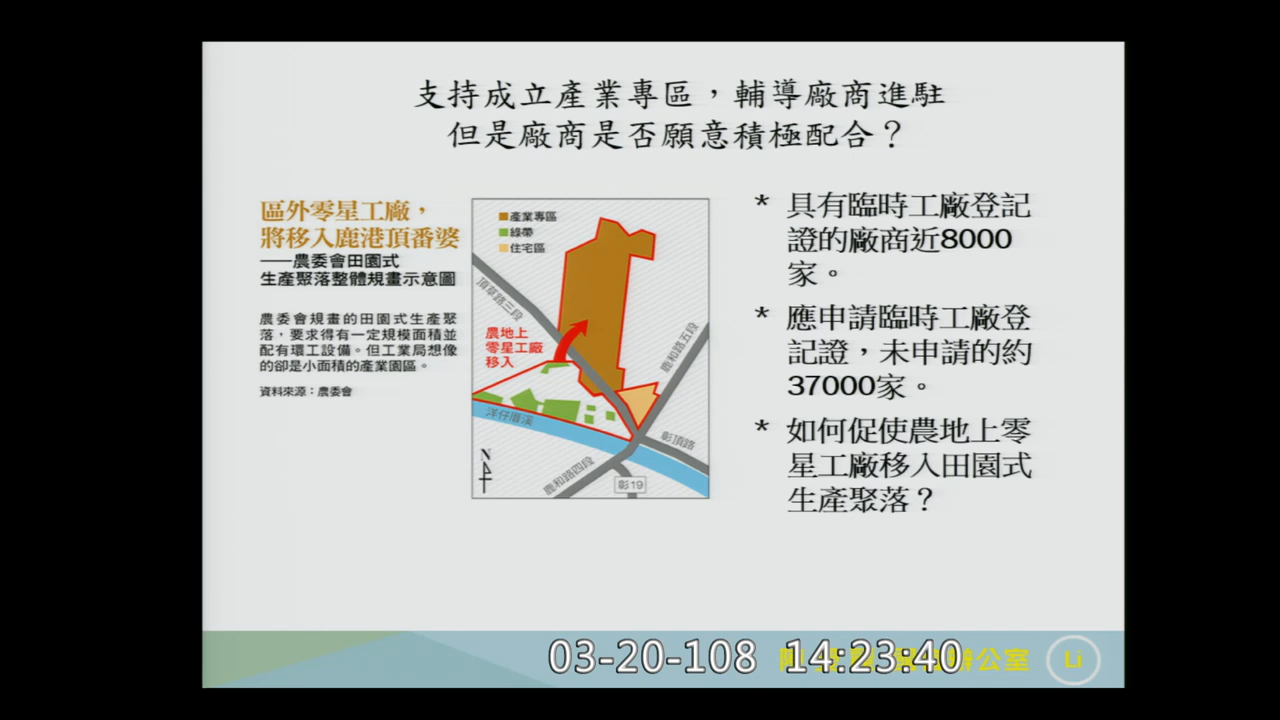 支持成立產業專區，輔導廠商進駐
但是廠商是否願意積極配合？
區外零星工廠，
將移入鹿港頂番婆
——農委會田園式
生產聚落整體規畫示意圖
農委會規畫的田園式生產聚
落，要求得有一定規模面積並
配有環工設備。但工業局想像
的卻是小面積的產業園區。
資料來源：農委會
產業專區
綠帶
住宅區
頂草路三段
農地上
零星工廠
移入
鹿和路五段
洋仔厝溪
彰頂路
鹿和路四段
彰19
N
* 具有臨時工廠登記
證的廠商近8000
家。
* 應申請臨時工廠登
記證，未申請的約
37000家。
* 如何促使農地上零
星工廠移入田園式
生產聚落？
03-20-108 14:23:40
辦公室
Li